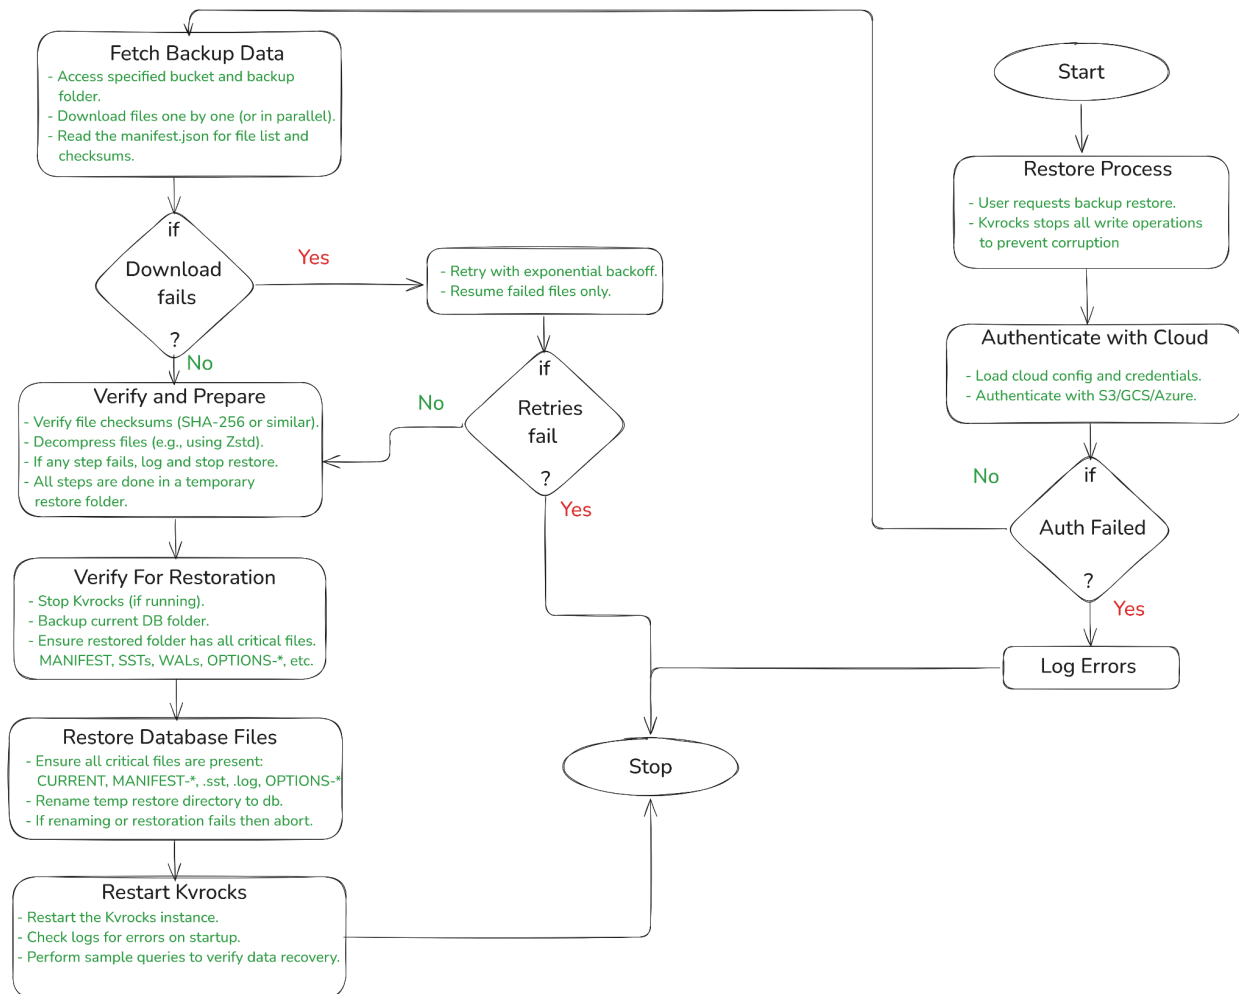 Start
Restore Process
- User requests backup restore.
- Kvrocks stops all write operations
to prevent corruption
Authenticate with Cloud
- Load cloud config and credentials.
- Authenticate with S3/GCS/Azure.
if
Auth Failed
?
No
Yes
Log Errors
Fetch Backup Data
- Access specified bucket and backup
folder.
- Download files one by one (or in parallel).
- Read the manifest.json for file list and
checksums.
if
Download
fails
?
Yes
No
- Retry with exponential backoff.
- Resume failed files only.
if
Retries
fail
?
No
Yes
Verify and Prepare
- Verify file checksums (SHA-256 or similar).
- Decompress files (e.g., using Zstd).
- If any step fails, log and stop restore.
- All steps are done in a temporary
restore folder.
Verify For Restoration
- Stop Kvrocks (if running).
- Backup current DB folder.
- Ensure restored folder has all critical files.
MANIFEST, SSTs, WALs, OPTIONS-*, etc.
Restore Database Files
- Ensure all critical files are present:
CURRENT, MANIFEST-*, .sst, .log, OPTIONS-*
- Rename temp restore directory to db.
- If renaming or restoration fails then abort.
Restart Kvrocks
- Restart the Kvrocks instance.
- Check logs for errors on startup.
- Perform sample queries to verify data recovery.
Stop